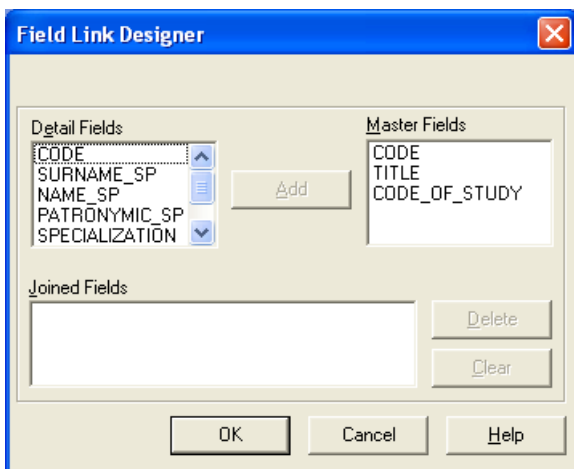 Field Link Designer
Detail Fields
Master Fields
CODE
SURNAME_SP
NAME_SP
PATRONYMIC_SP
SPECIALIZATION
Add
CODE
TITLE
CODE_OF_STUDY
Joined Fields
Delete
Clear
OK
Cancel
Help